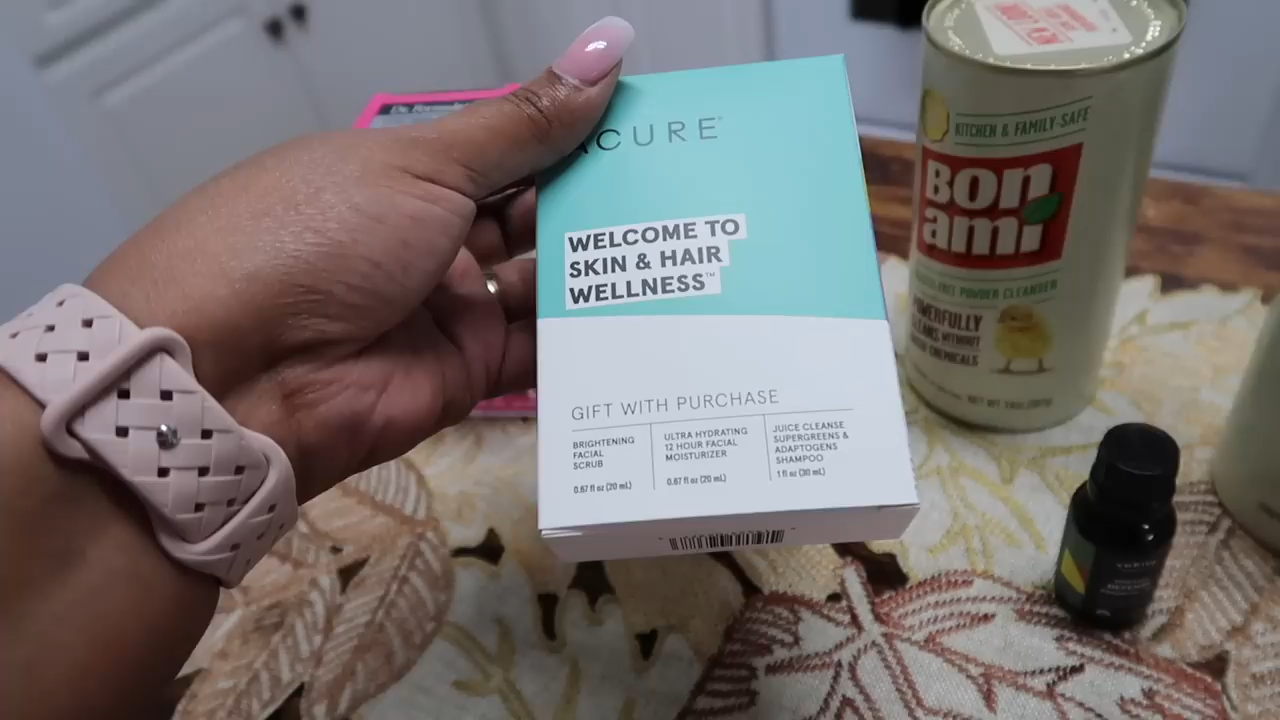 ACURE
WELCOME TO
SKIN & HAIR
WELLNESS™
GIFT WITH PURCHASE
BRIGHTENING
FACIAL
SCRUB
0.67 fl oz (20 mL)
ULTRA HYDRATING
12 HOUR FACIAL
MOISTURIZER
0.67 fl oz (20 mL)
JUICE CLEANSE
SUPERGREENS &
ADAPTOGENS
SHAMPOO
1 fl oz (30 mL)
KITCHEN & FAMILY-SAFE
BON
AMI
POWDER CLEANSER
POWERFULLY
CLEANS WITHOUT
CHEMICALS